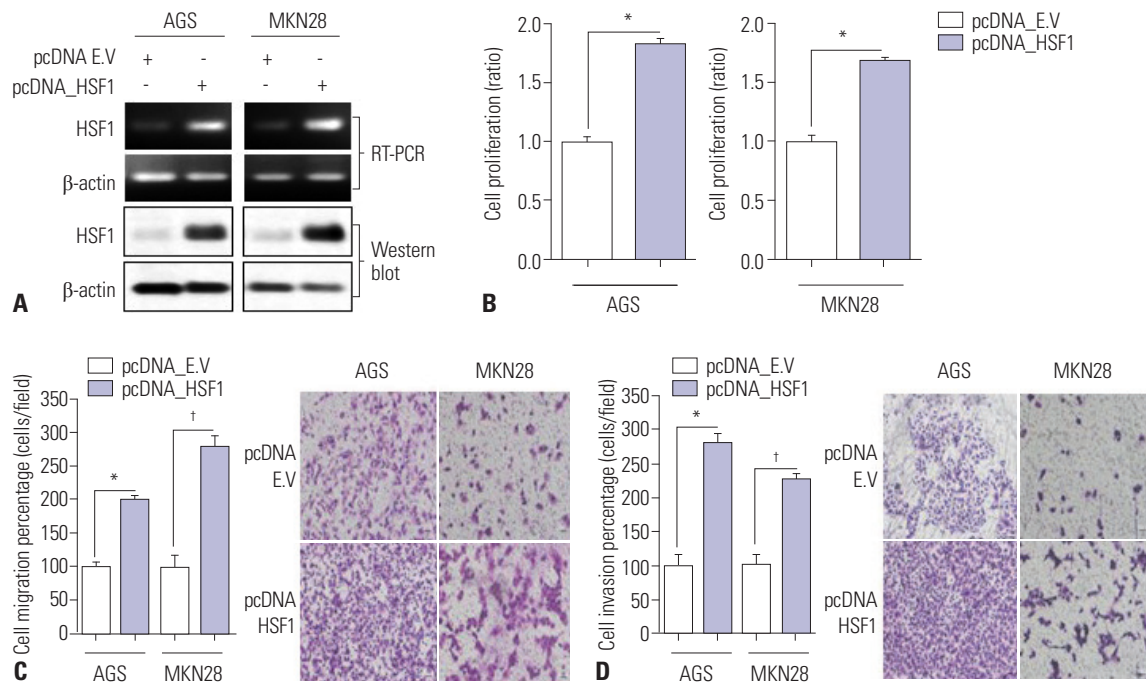 AGS MKN28
pcDNA E.V + - + -
pcDNA_HSF1 - + - +
HSF1
β-actin
RT-PCR
HSF1
β-actin
Western
blot
A
pcDNA_E.V
pcDNA_HSF1
Cell proliferation (ratio)
2.0
1.5
1.0
1.5
2.0
*
AGS
Cell proliferation (ratio)
2.0
1.5
1.0
0.5
0.0
*
MKN28
B
pcDNA_E.V
pcDNA_HSF1
Cell migration percentage (cells/field)
350
300
250
200
150
100
50
0
*
†
AGS MKN28
AGS MKN28
pcDNA
E.V
pcDNA
HSF1
C
pcDNA_E.V
pcDNA_HSF1
Cell invasion percentage (cells/field)
350
300
250
200
150
100
50
0
*
†
AGS MKN28
AGS MKN28
pcDNA
E.V
pcDNA
HSF1
D